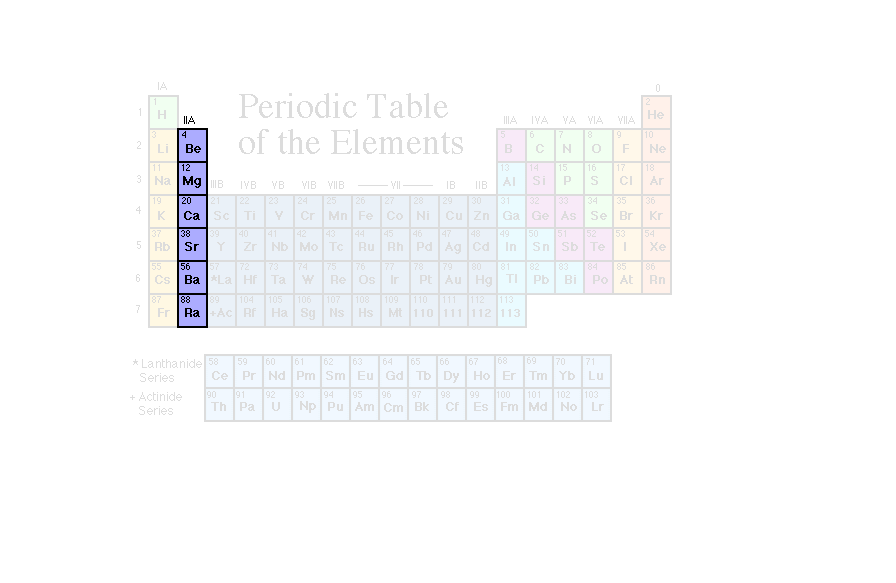 IA
0
1
2
1
H
IIA
Periodic Table
IIIA
IVA
VA
VIA
VIIA
He
2
3
4
5
6
7
8
9
10
Li
Be
of the Elements
B
C
N
O
F
Ne
3
11
12
13
14
15
16
17
18
Na
Mg
IIIB
IVB
VB
VIB
VIIB
VII
IB
IIB
Al
Si
P
S
Cl
Ar
4
19
20
21
22
23
24
25
26
27
28
29
30
31
32
33
34
35
36
K
Ca
Sc
Ti
V
Cr
Mn
Fe
Co
Ni
Cu
Zn
Ga
Ge
As
Se
Br
Kr
5
37
38
39
40
41
42
43
44
45
46
47
48
49
50
51
52
53
54
Rb
Sr
Y
Zr
Nb
Mo
Tc
Ru
Rh
Pd
Ag
Cd
In
Sn
Sb
Te
I
Xe
6
55
56
57
72
73
74
75
76
77
78
79
80
81
82
83
84
85
86
Cs
Ba
*La
Hf
Ta
W
Re
Os
Ir
Pt
Au
Hg
Tl
Pb
Bi
Po
At
Rn
7
87
88
89
104
105
106
107
108
109
110
111
112
113
Fr
Ra
+Ac
Rf
Ha
Sg
Ns
Hs
Mt
110
111
112
113
* Lanthanide
Series
58
59
60
61
62
63
64
65
66
67
68
69
70
71
Ce
Pr
Nd
Pm
Sm
Eu
Gd
Tb
Dy
Ho
Er
Tm
Yb
Lu
+ Actinide
Series
90
91
92
93
94
95
96
97
98
99
100
101
102
103
Th
Pa
U
Np
Pu
Am
Cm
Bk
Cf
Es
Fm
Md
No
Lr